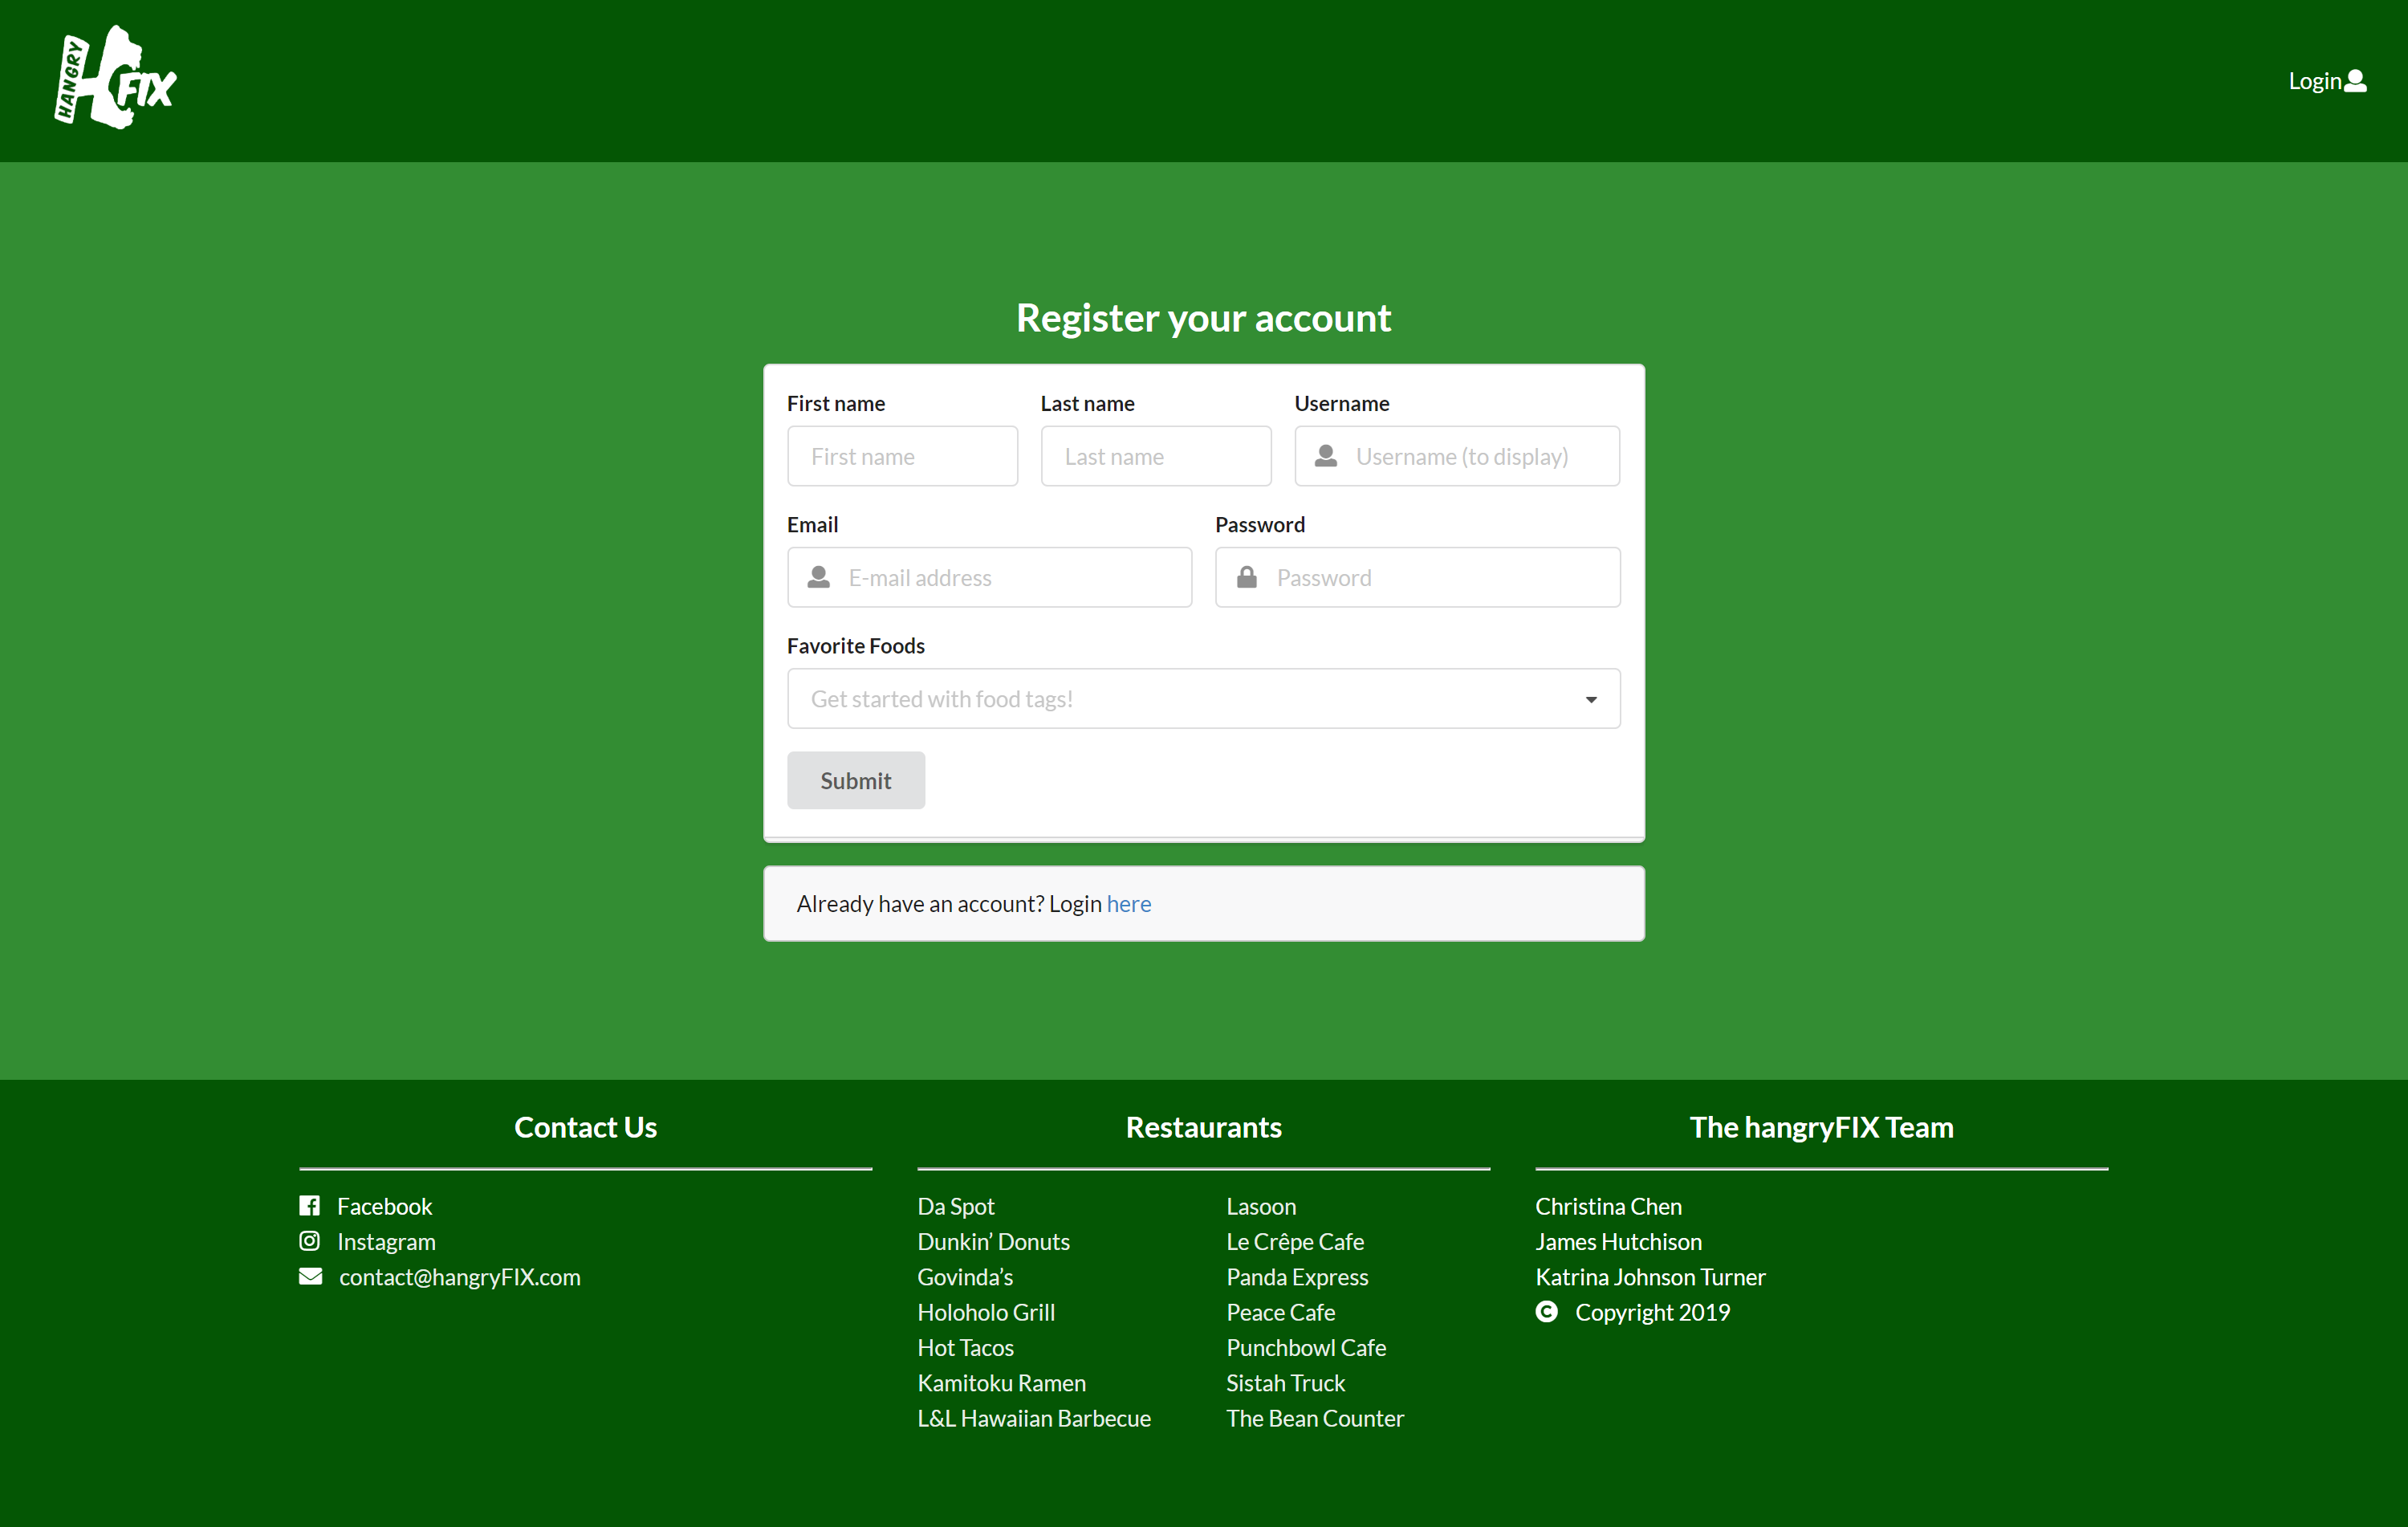 HANGRY FIX
Login
Register your account
First name Last name Username
First name Last name Username (to display)
Email Password
E-mail address Password
Favorite Foods
Get started with food tags!
Submit
Already have an account? Login here
Contact Us
Facebook
Instagram
contact@hangryFIX.com
Restaurants
Da Spot
Dunkin’ Donuts
Govinda’s
Holoholo Grill
Hot Tacos
Kamitoku Ramen
L&L Hawaiian Barbecue
Lasoon
Le Crêpe Cafe
Panda Express
Peace Cafe
Punchbowl Cafe
Sistah Truck
The Bean Counter
The hangryFIX Team
Christina Chen
James Hutchison
Katrina Johnson Turner
Copyright 2019